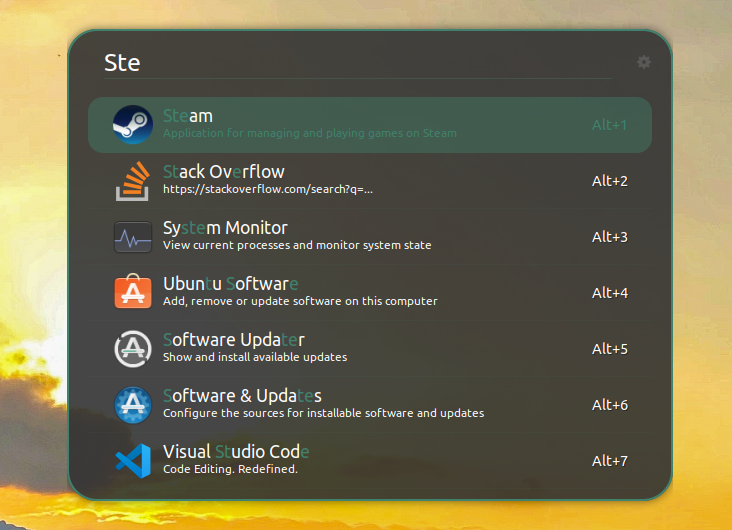 Ste
Steam
Application for managing and playing games on Steam
Alt+1
Stack Overflow
https://stackoverflow.com/search?q=...
Alt+2
System Monitor
View current processes and monitor system state
Alt+3
Ubuntu Software
Add, remove or update software on this computer
Alt+4
Software Updater
Show and install available updates
Alt+5
Software & Updates
Configure the sources for installable software and updates
Alt+6
Visual Studio Code
Code Editing. Redefined.
Alt+7